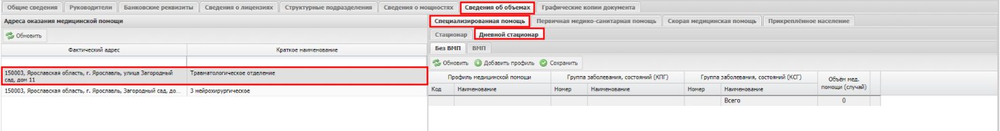 Общие сведения Руководители Банковские реквизиты Сведения о лицензиях Структурные подразделения Сведения о мощностях Сведения об объемах Графические копии документа
Адреса оказания медицинской помощи
Обновить
Фактический адрес Краткое наименование
150003, Ярославская область, г. Ярославль, улица Загородный сад, дом 11 Травматологическое отделение
150003, Ярославская область, г. Ярославль, Загородный сад, до... 3 нейрохирургическое
Специализированная помощь Первичная медико-санитарная помощь Скорая медицинская помощь Прикреплённое население
Стационар Дневной стационар
Без ВМП ВМП
Обновить Добавить профиль Сохранить
Профиль медицинской помощи Группа заболевания, состояний (КПГ) Группа заболевания, состояний (КСГ) Объём мед. помощи (случай)
Код Наименование Номер Наименование Номер Наименование
Всего 0